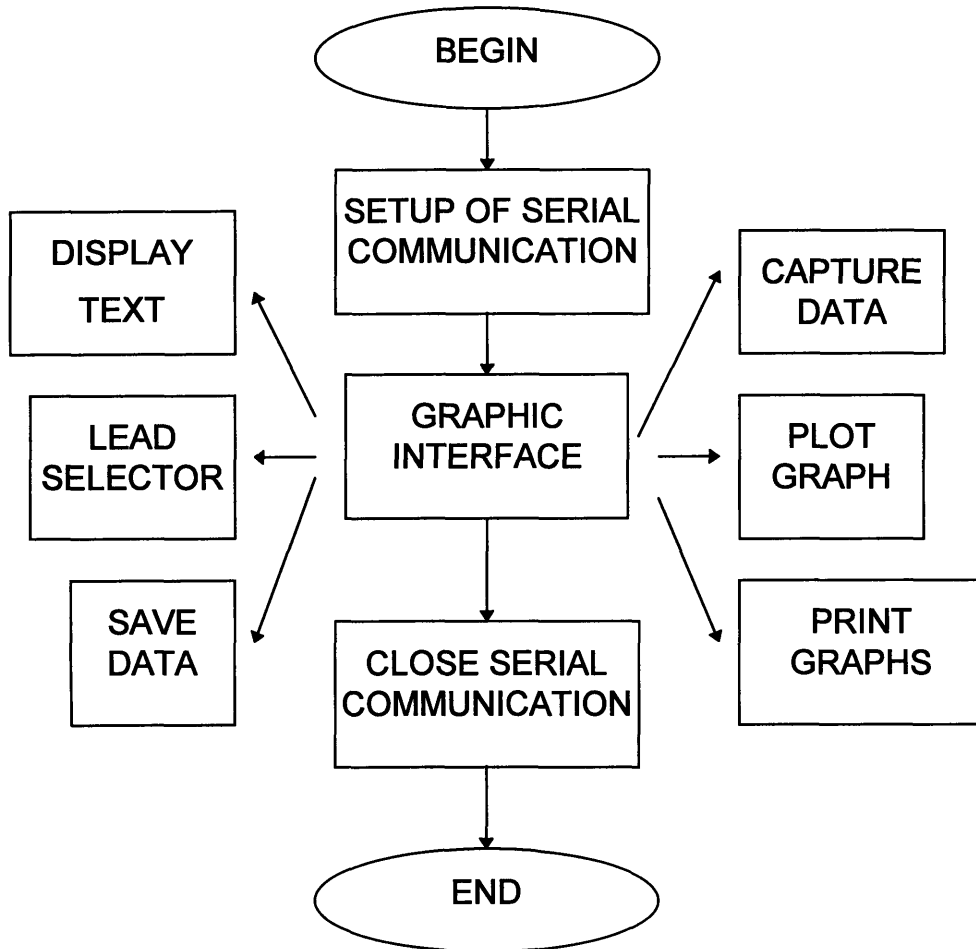 BEGIN
SETUP OF SERIAL
COMMUNICATION
DISPLAY
TEXT
CAPTURE
DATA
LEAD
SELECTOR
GRAPHIC
INTERFACE
PLOT
GRAPH
SAVE
DATA
CLOSE SERIAL
COMMUNICATION
PRINT
GRAPHS
END